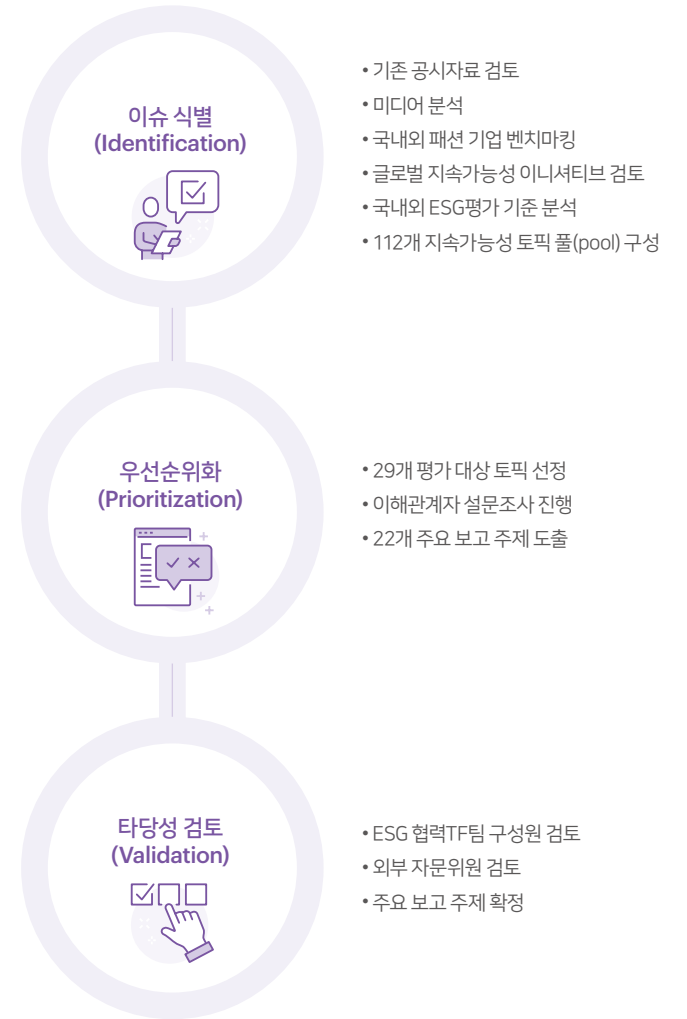 이슈 식별
(Identification)
• 기존 공시자료 검토
• 미디어 분석
• 국내외 패션 기업 벤치마킹
• 글로벌 지속가능성 이니셔티브 검토
• 국내외 ESG평가 기준 분석
• 112개 지속가능성 토픽 풀(pool) 구성
우선순위화
(Prioritization)
• 29개 평가 대상 토픽 선정
• 이해관계자 설문조사 진행
• 22개 주요 보고 주제 도출
타당성 검토
(Validation)
• ESG 협력TF팀 구성원 검토
• 외부 자문위원 검토
• 주요 보고 주제 확정